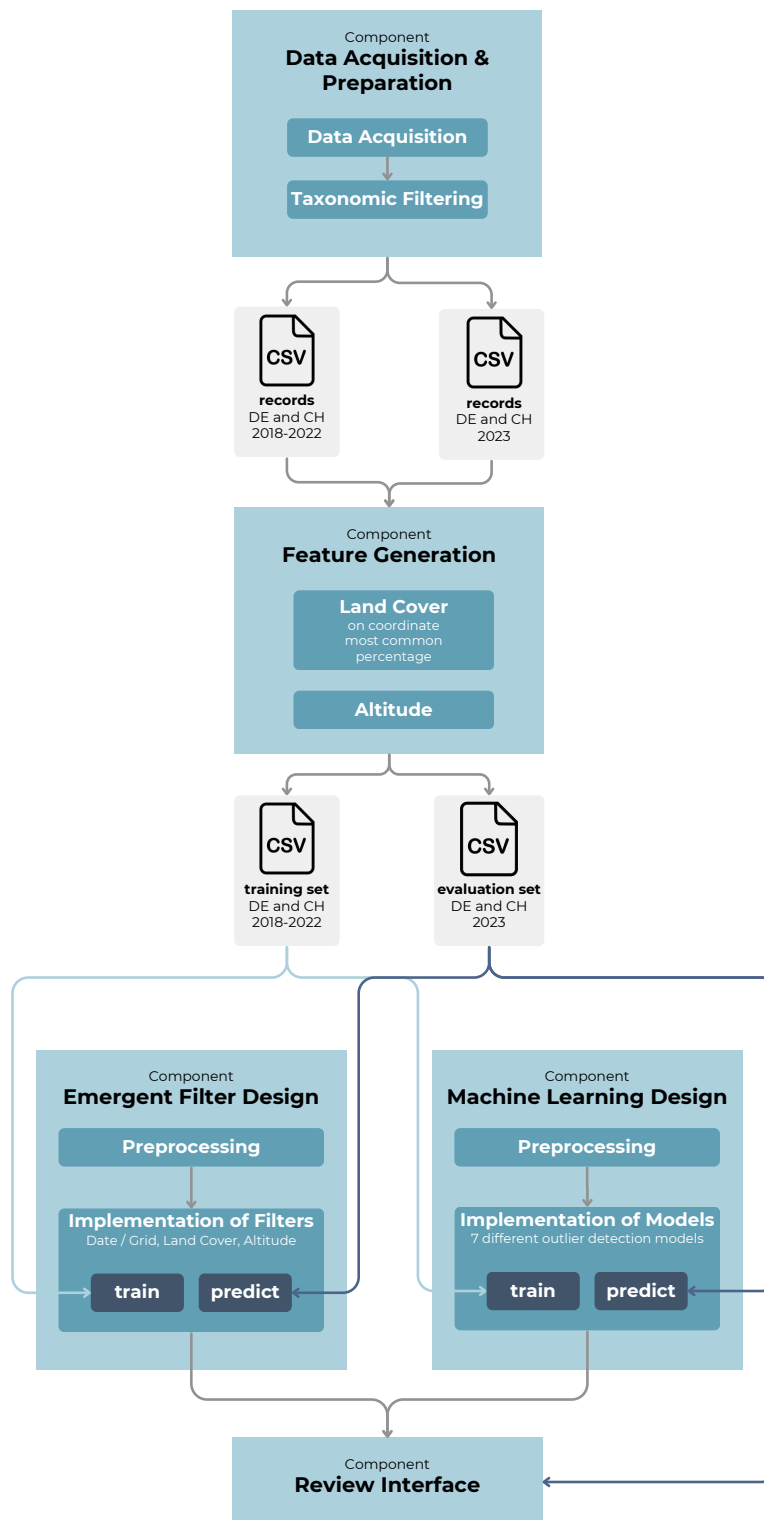 Component
Data Acquisition &
Preparation
Data Acquisition
Taxonomic Filtering
CSV
records
DE and CH
2018-2022
CSV
records
DE and CH
2023
Component
Feature Generation
Land Cover
on coordinate
most common
percentage
Altitude
CSV
training set
DE and CH
2018-2022
CSV
evaluation set
DE and CH
2023
Component
Emergent Filter Design
Preprocessing
Implementation of Filters
Date / Grid, Land Cover, Altitude
train
predict
Component
Machine Learning Design
Preprocessing
Implementation of Models
7 different outlier detection models
train
predict
Component
Review Interface